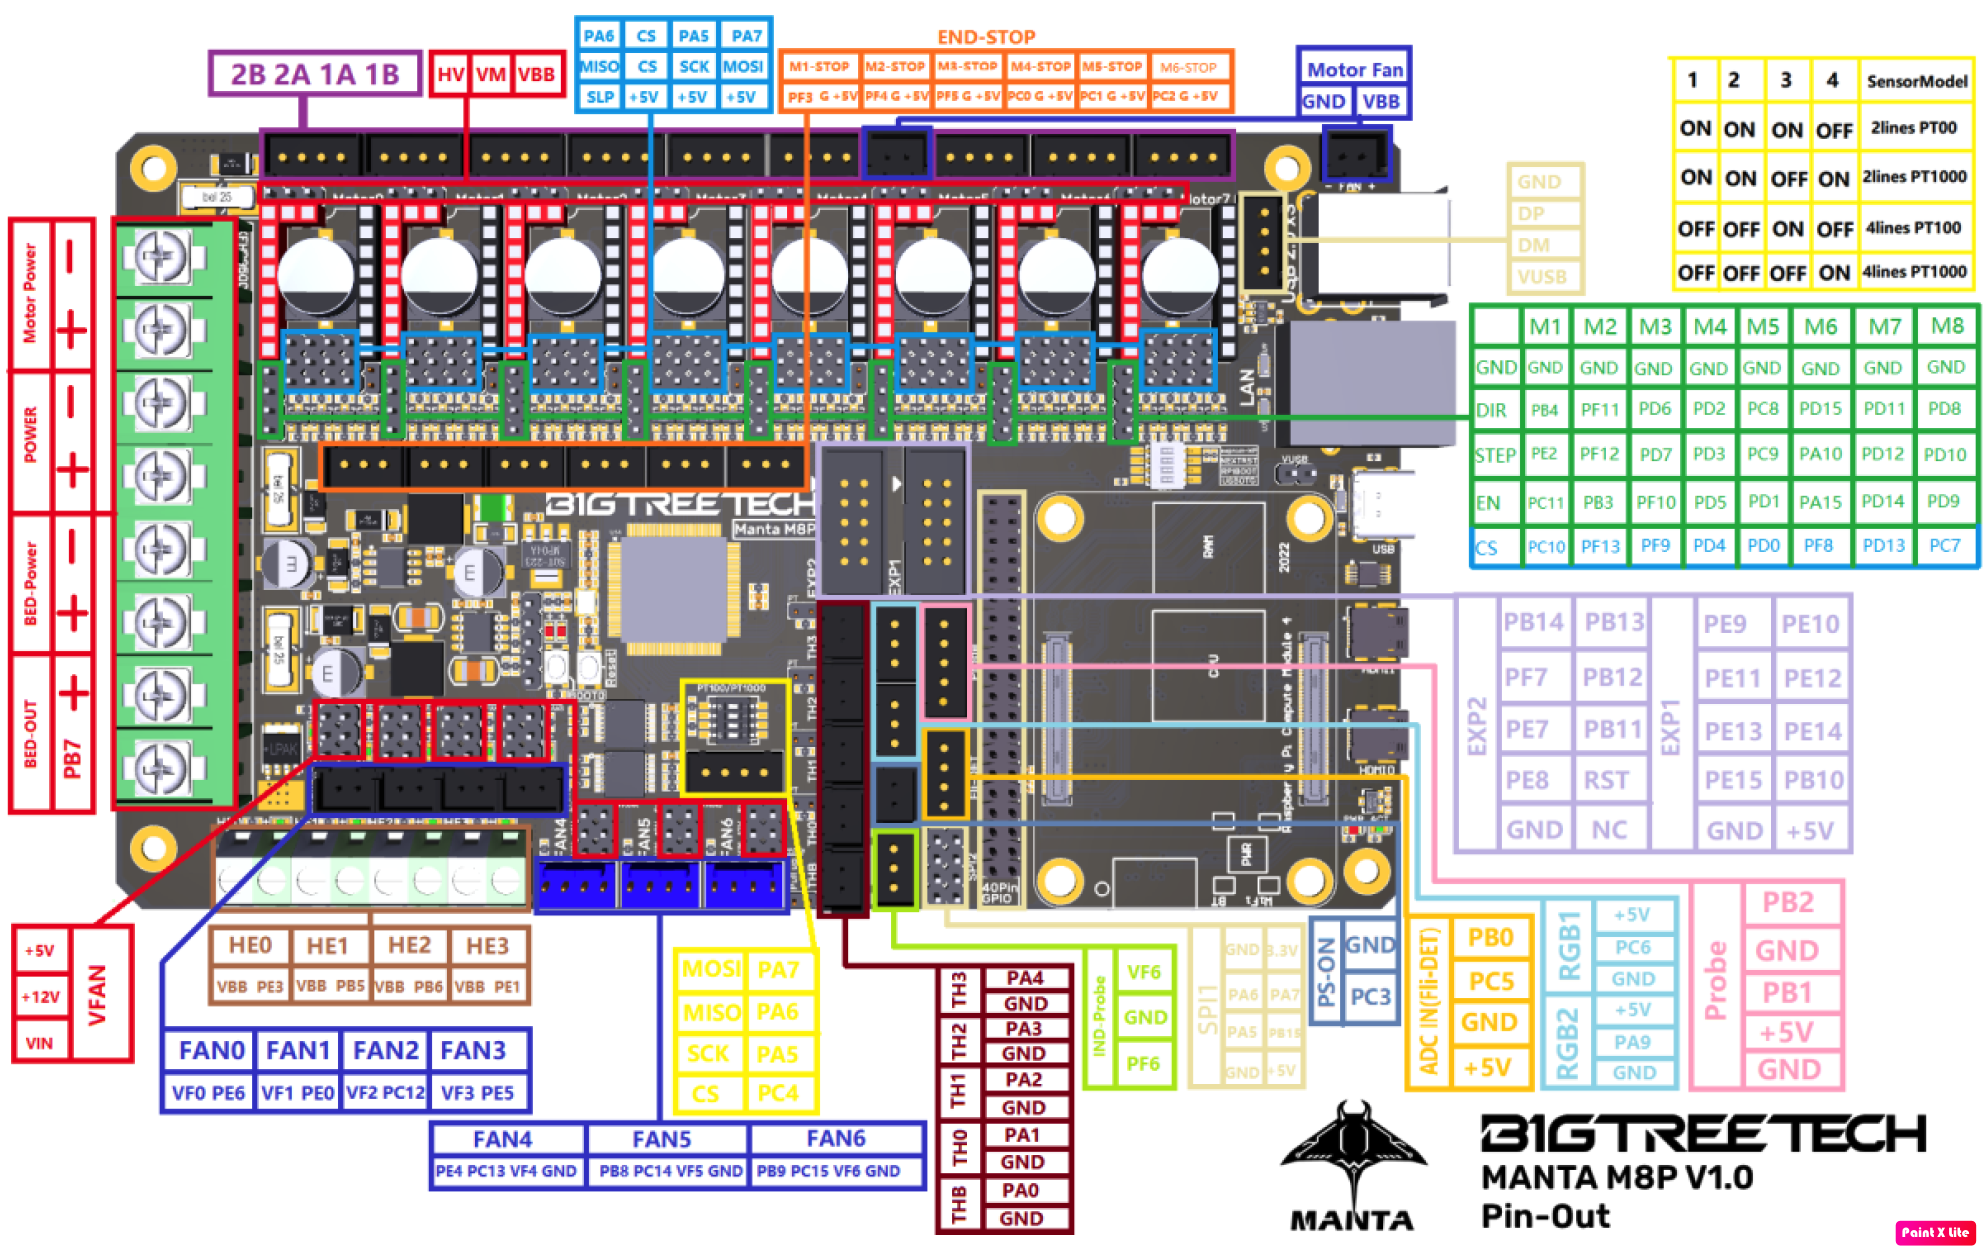 2B 2A 1A 1B
HV VM VBB
PA6 CS PA5 PA7
MISO CS SCK MOSI
SLP +5V +5V +5V
END-STOP
M1-STOP M2-STOP M3-STOP M4-STOP M5-STOP M6-STOP
PF3 G +5V PF4 G +5V PF5 G +5V PC0 G +5V PC1 G +5V PC2 G +5V
Motor Fan
GND VBB
1 2 3 4 SensorModel
ON ON ON OFF 2lines PT00
ON ON OFF ON 2lines PT1000
OFF OFF ON OFF 4lines PT100
OFF OFF OFF ON 4lines PT1000
GND
DP
DM
VUSB
M1 M2 M3 M4 M5 M6 M7 M8
GND GND GND GND GND GND GND GND GND
DIR PB4 PF11 PD6 PD2 PC8 PD15 PD11 PD8
STEP PE2 PF12 PD7 PD3 PC9 PA10 PD12 PD10
EN PC11 PB3 PF10 PD5 PD1 PA15 PD14 PD9
CS PC10 PF13 PF9 PD4 PD0 PF8 PD13 PC7
Motor Power
- +
POWER
- +
BED-Power
- +
BED-OUT
+ PB7
bel 25
- FAN +
LAN
VUSB
USB
BIGTREETECH
Manta M8P
EXP2
EXP1
RAM
CPU
2022
Raspberry Pi Compute Module 4
HDMI0
PWR
BT
WiFi
40Pin
GPIO
SPI2
Reset
bel 25
bel 25
PT100/PT1000
TH3
TH2
TH1
TH0
THB
FAN4
FAN5
FAN6
EXP2
PB14 PB13
PF7 PB12
PE7 PB11
PE8 RST
GND NC
EXP1
PE9 PE10
PE11 PE12
PE13 PE14
PE15 PB10
GND +5V
+5V
+12V
VIN
VFAN
HE0 HE1 HE2 HE3
VBB PE3 VBB PB5 VBB PB6 VBB PE1
FAN0 FAN1 FAN2 FAN3
VF0 PE6 VF1 PE0 VF2 PC12 VF3 PE5
FAN4 FAN5 FAN6
PE4 PC13 VF4 GND PB8 PC14 VF5 GND PB9 PC15 VF6 GND
MOSI PA7
MISO PA6
SCK PA5
CS PC4
TH3 PA4
GND
TH2 PA3
GND
TH1 PA2
GND
TH0 PA1
GND
THB PA0
GND
IND-Probe
VF6
GND
PF6
SPI1
GND 3.3V
PA6 PA7
PA5 PB15
GND +5V
PS-ON
GND
PC3
ADC IN(Fli-DET)
PB0
PC5
GND
+5V
RGB1
+5V
PC6
GND
RGB2
+5V
PA9
GND
Probe
PB2
GND
PB1
+5V
GND
MANTA
BIGTREETECH
MANTA M8P V1.0
Pin-Out
Paint X Lite